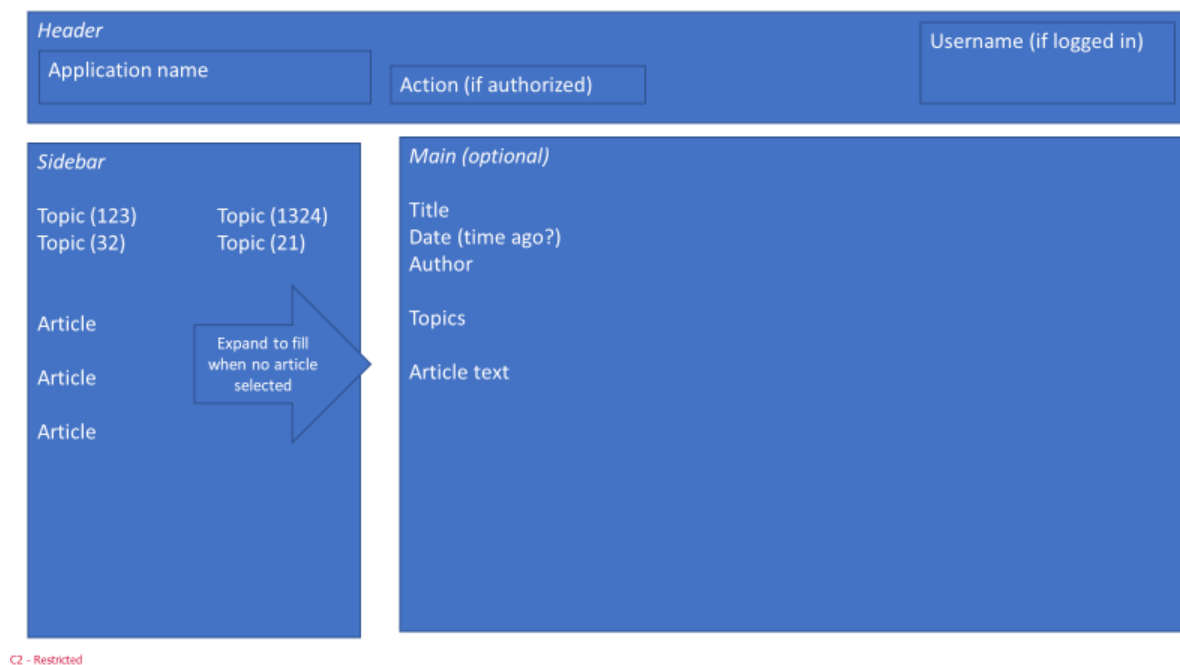 Header
Application name
Action (if authorized)
Username (if logged in)
Sidebar
Topic (123) Topic (1324)
Topic (32) Topic (21)
Article
Article
Article
Expand to fill
when no article
selected
Main (optional)
Title
Date (time ago?)
Author
Topics
Article text
C2 - Restricted